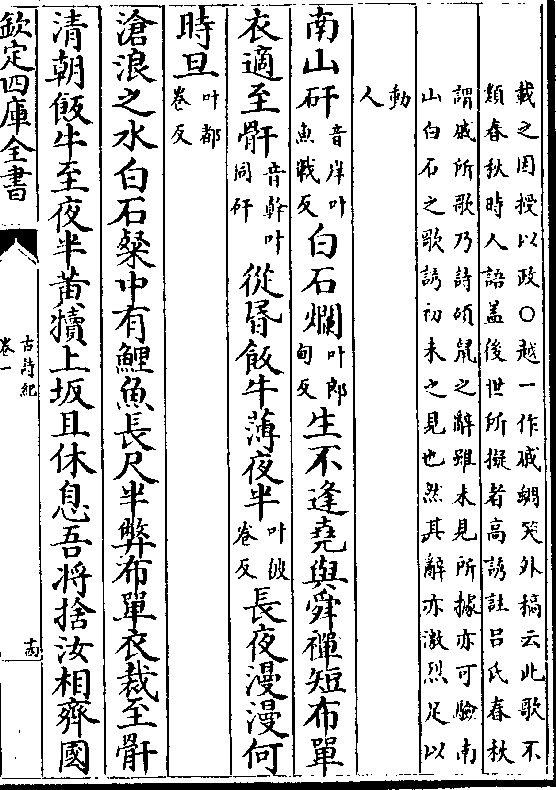 載之因授以政○越一作戚綢癹外稿云此歌不
類春秋時人語盖後世所擬者高誘註吕氏春秋
謂戚所歌乃詩碩鼠之辭雖未見所據亦可驗南
山白石之歌誘初未之見也然其辭亦激烈足以
動
人
南山矸音岸叶魚戰反白石爛叶郎甸反生不逢堯與舜禪短布單
衣適至骭音幹叶同矸從昏飯牛薄夜半叶彼卷反長夜漫漫何
時旦叶都卷反
滄浪之水白石粲中有鯉魚長尺半弊布單衣裁至骭
清朝飯牛至夜半黄犢上坂且休息吾將捨汝相齊國
欽定四庫全書
古詩紀
卷一